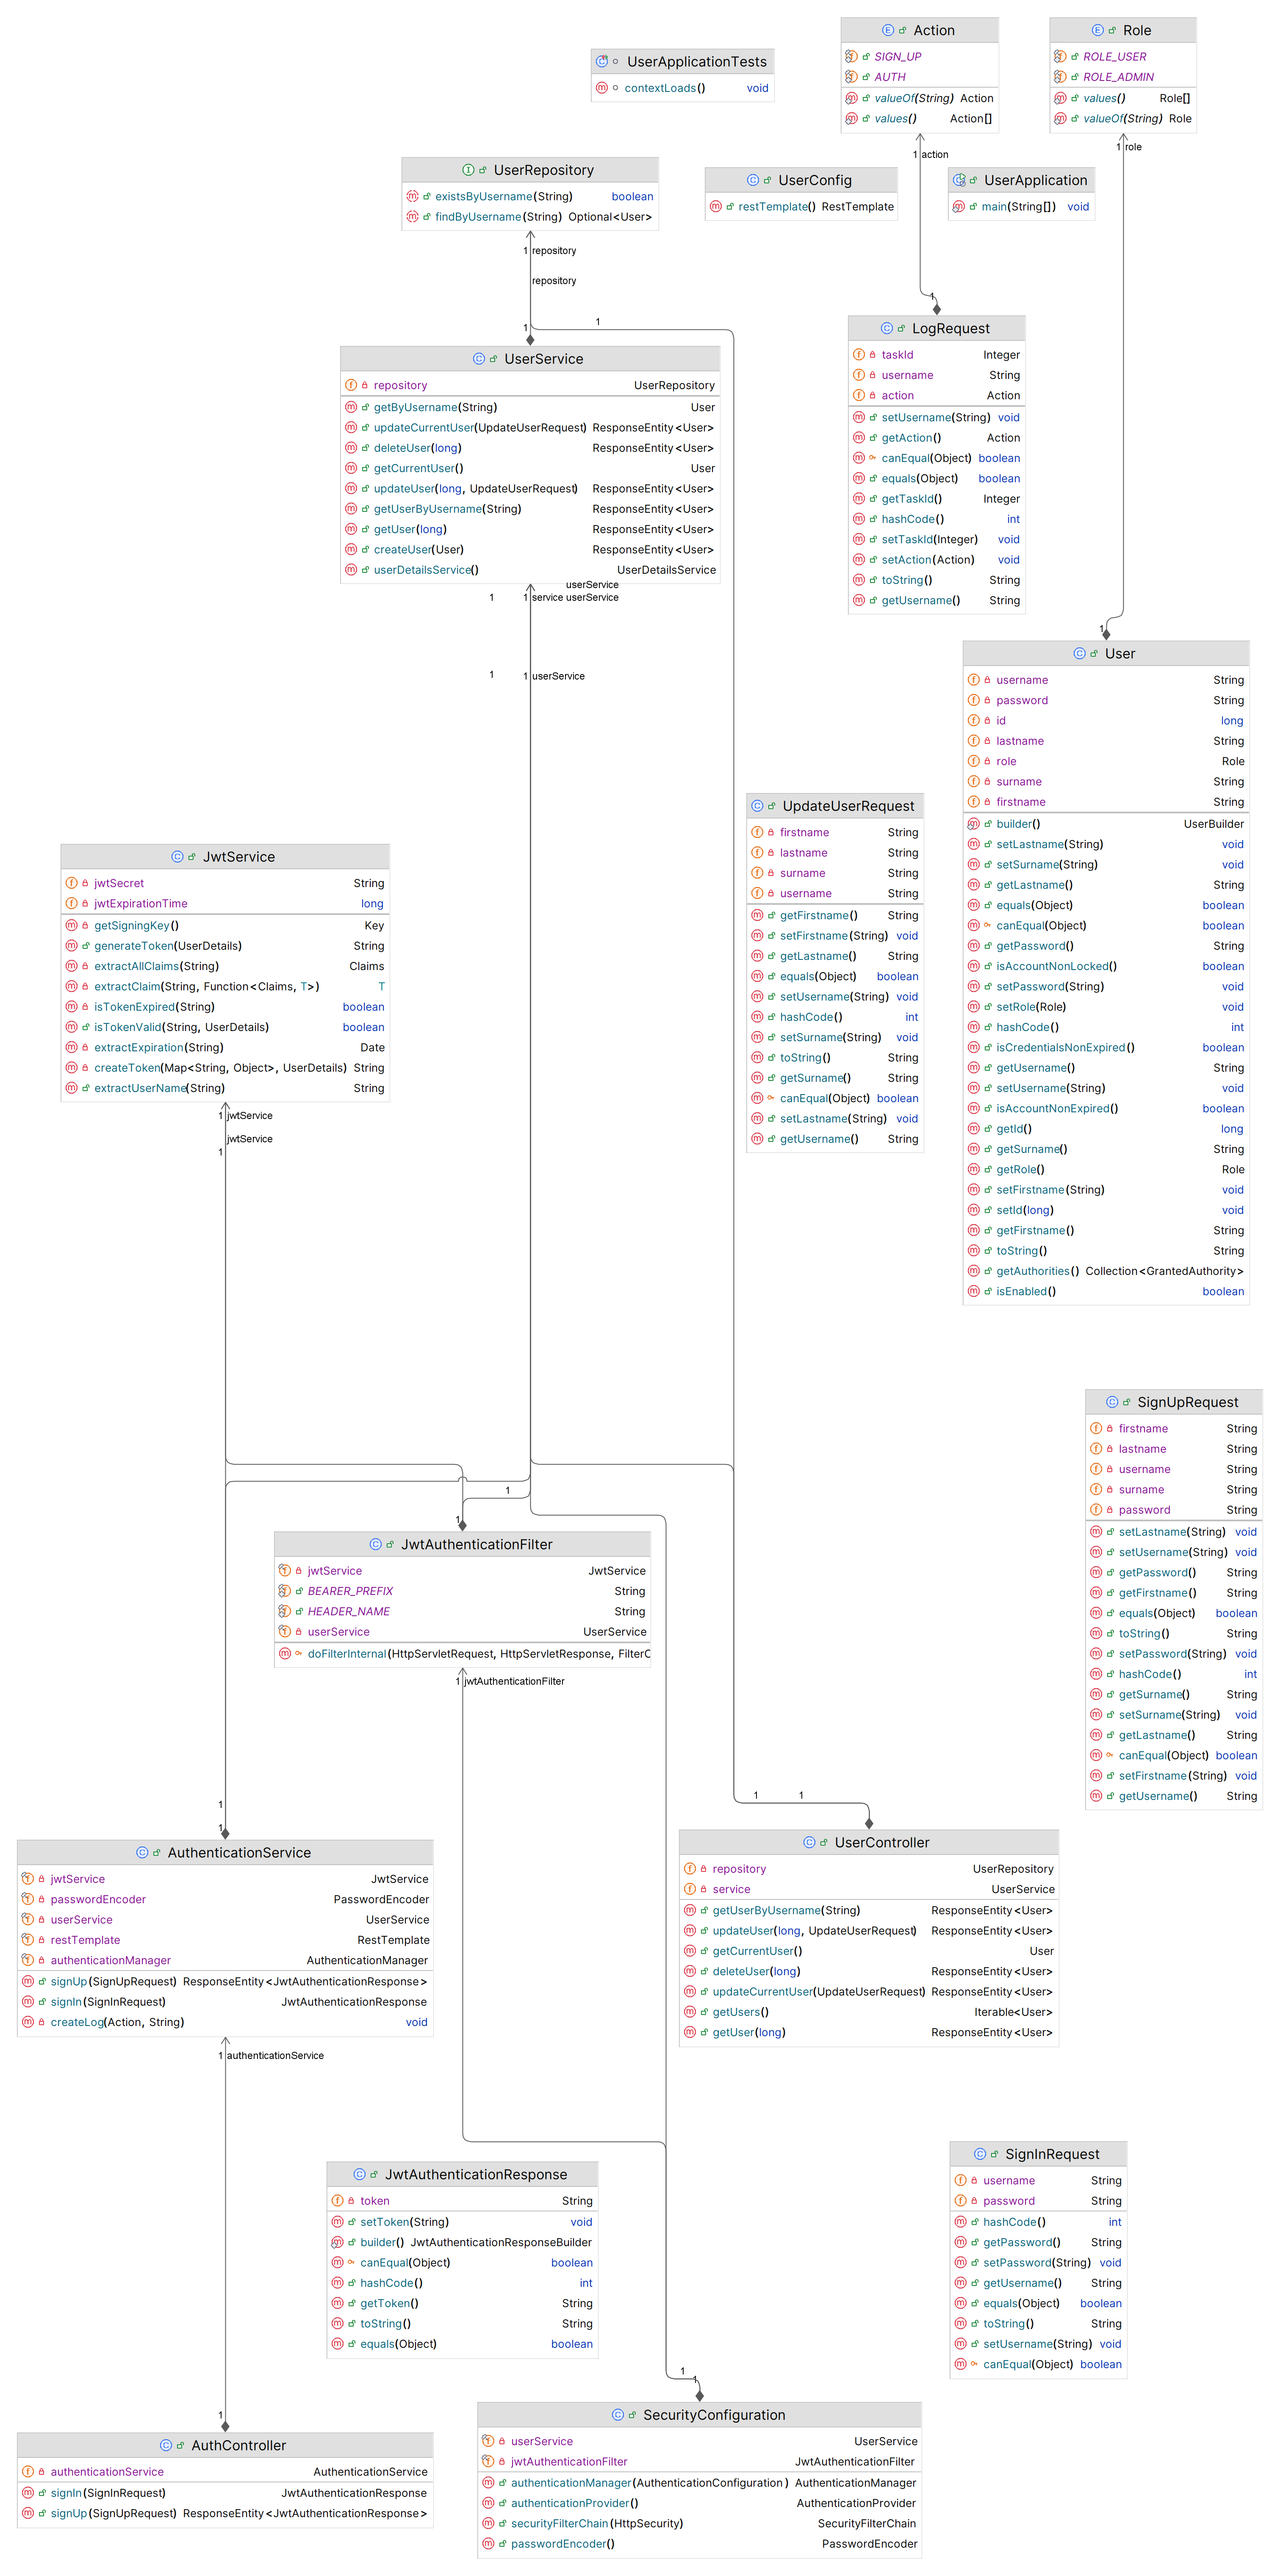 Action
SIGN_UP
AUTH
valueOf(String) Action
values() Action[]
Role
ROLE_USER
ROLE_ADMIN
values() Role[]
valueOf(String) Role
UserApplicationTests
contextLoads() void
1 action
1 role
UserRepository
existsByUsername(String) boolean
findByUsername(String) Optional<User>
UserConfig
restTemplate() RestTemplate
UserApplication
main(String[]) void
1 repository
repository
1
1
1
LogRequest
taskId Integer
username String
action Action
setUsername(String) void
getAction() Action
canEqual(Object) boolean
equals(Object) boolean
getTaskId() Integer
hashCode() int
setTaskId(Integer) void
setAction(Action) void
toString() String
getUsername() String
UserService
repository UserRepository
getByUsername(String) User
updateCurrentUser(UpdateUserRequest) ResponseEntity<User>
deleteUser(long) ResponseEntity<User>
getCurrentUser() User
updateUser(long, UpdateUserRequest) ResponseEntity<User>
getUserByUsername(String) ResponseEntity<User>
getUser(long) ResponseEntity<User>
createUser(User) ResponseEntity<User>
userDetailsService() UserDetailsService
userService
1 1 service userService
1 1 userService
1
User
username String
password String
id long
lastname String
role Role
surname String
firstname String
builder() UserBuilder
setLastname(String) void
setSurname(String) void
getLastname() String
equals(Object) boolean
canEqual(Object) boolean
getPassword() String
isAccountNonLocked() boolean
setPassword(String) void
setRole(Role) void
hashCode() int
isCredentialsNonExpired() boolean
getUsername() String
setUsername(String) void
isAccountNonExpired() boolean
getId() long
getSurname() String
getRole() Role
setFirstname(String) void
setId(long) void
getFirstname() String
toString() String
getAuthorities() Collection<GrantedAuthority>
isEnabled() boolean
UpdateUserRequest
firstname String
lastname String
surname String
username String
getFirstname() String
setFirstname(String) void
getLastname() String
equals(Object) boolean
setUsername(String) void
hashCode() int
setSurname(String) void
toString() String
getSurname() String
canEqual(Object) boolean
setLastname(String) void
getUsername() String
JwtService
jwtSecret String
jwtExpirationTime long
getSigningKey() Key
generateToken(UserDetails) String
extractAllClaims(String) Claims
extractClaim(String, Function<Claims, T>) T
isTokenExpired(String) boolean
isTokenValid(String, UserDetails) boolean
extractExpiration(String) Date
createToken(Map<String, Object>, UserDetails) String
extractUserName(String) String
1 jwtService
jwtService
1
SignUpRequest
firstname String
lastname String
username String
surname String
password String
setLastname(String) void
setUsername(String) void
getPassword() String
getFirstname() String
equals(Object) boolean
toString() String
setPassword(String) void
hashCode() int
getSurname() String
setSurname(String) void
getLastname() String
canEqual(Object) boolean
setFirstname(String) void
getUsername() String
1
1
JwtAuthenticationFilter
jwtService JwtService
BEARER_PREFIX String
HEADER_NAME String
userService UserService
doFilterInternal(HttpServletRequest, HttpServletResponse, FilterC
1 jwtAuthenticationFilter
1
1
AuthenticationService
jwtService JwtService
passwordEncoder PasswordEncoder
userService UserService
restTemplate RestTemplate
authenticationManager AuthenticationManager
signUp(SignUpRequest) ResponseEntity<JwtAuthenticationResponse>
signIn(SignInRequest) JwtAuthenticationResponse
createLog(Action, String) void
1 authenticationService
1 1
UserController
repository UserRepository
service UserService
getUserByUsername(String) ResponseEntity<User>
updateUser(long, UpdateUserRequest) ResponseEntity<User>
getCurrentUser() User
deleteUser(long) ResponseEntity<User>
updateCurrentUser(UpdateUserRequest) ResponseEntity<User>
getUsers() Iterable<User>
getUser(long) ResponseEntity<User>
JwtAuthenticationResponse
token String
setToken(String) void
builder() JwtAuthenticationResponseBuilder
canEqual(Object) boolean
hashCode() int
getToken() String
toString() String
equals(Object) boolean
SignInRequest
username String
password String
hashCode() int
getPassword() String
setPassword(String) void
getUsername() String
equals(Object) boolean
toString() String
setUsername(String) void
canEqual(Object) boolean
1
1
1
AuthController
authenticationService AuthenticationService
signIn(SignInRequest) JwtAuthenticationResponse
signUp(SignUpRequest) ResponseEntity<JwtAuthenticationResponse>
SecurityConfiguration
userService UserService
jwtAuthenticationFilter JwtAuthenticationFilter
authenticationManager(AuthenticationConfiguration) AuthenticationManager
authenticationProvider() AuthenticationProvider
securityFilterChain(HttpSecurity) SecurityFilterChain
passwordEncoder() PasswordEncoder